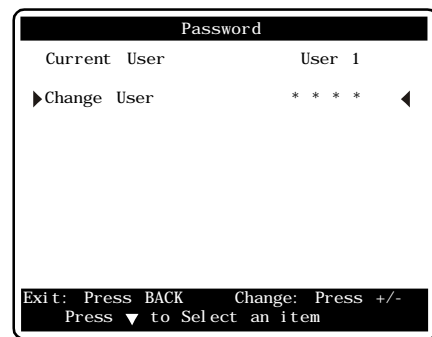 Password
Current User User 1
▶Change User * * * * ◀
Exit: Press BACK Change: Press +/-
Press ▼ to Select an item